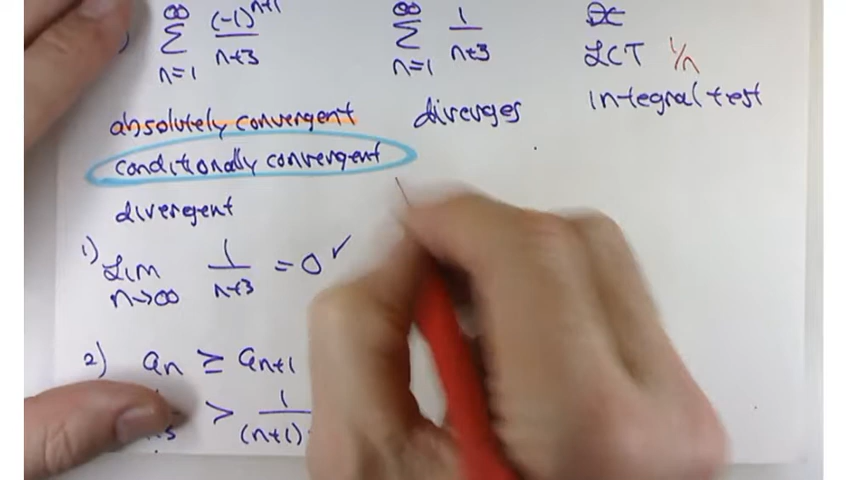 ∞ (-1)^{n+1} ∞ 1
Σ n+3 Σ n+3 LCT 1/n
n=1 n=1
absolutely convergent diverges integral test
conditionally convergent
divergent
1) Lim 1/(n+3) = 0 ✓
n→∞
2) an ≥ an+1
> 1/(n+1)